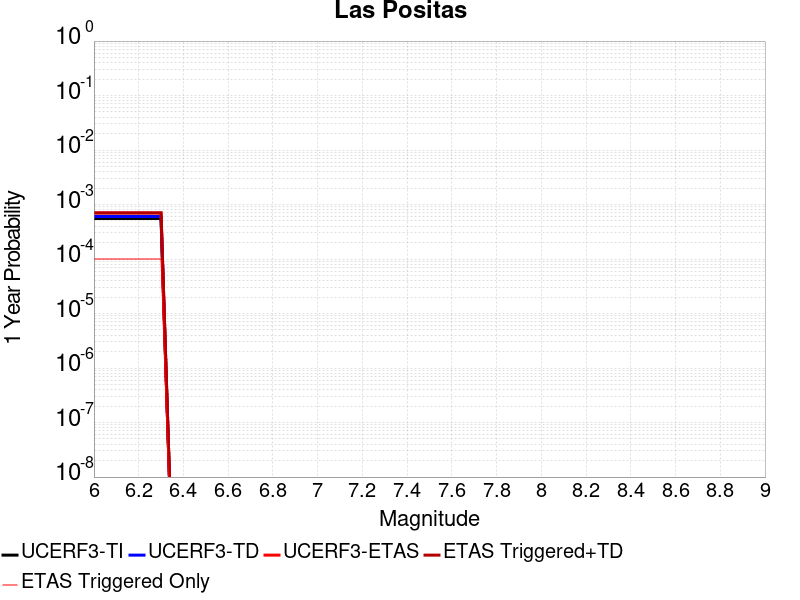 Las Positas
10^0
10^-1
10^-2
10^-3
10^-4
10^-5
10^-6
10^-7
10^-8
1 Year Probability
6 6.2 6.4 6.6 6.8 7 7.2 7.4 7.6 7.8 8 8.2 8.4 8.6 8.8 9
Magnitude
UCERF3-TI UCERF3-TD UCERF3-ETAS ETAS Triggered+TD
ETAS Triggered Only